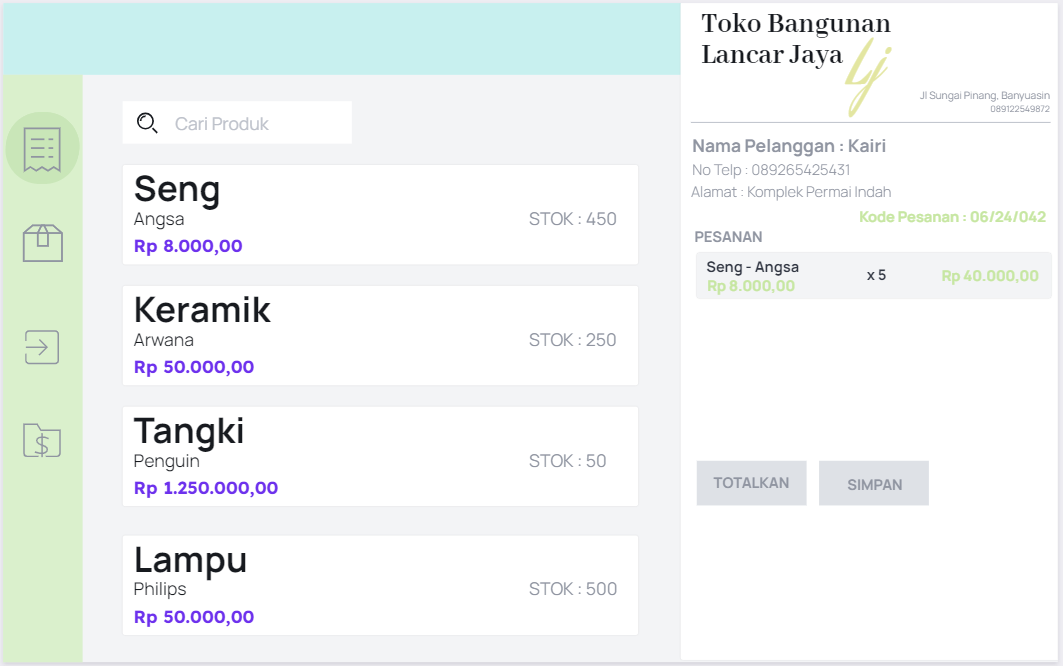 Cari Produk
Seng
Angsa
STOK : 450
Rp 8.000,00
Keramik
Arwana
STOK : 250
Rp 50.000,00
Tangki
Penguin
STOK : 50
Rp 1.250.000,00
Lampu
Philips
STOK : 500
Rp 50.000,00
Toko Bangunan
Lancar Jaya
Lj
Jl Sungai Pinang, Banyuasin
089122549872
Nama Pelanggan : Kairi
No Telp : 089265425431
Alamat : Komplek Permai Indah
Kode Pesanan : 06/24/042
PESANAN
Seng - Angsa
Rp 8.000,00
x 5
Rp 40.000,00
TOTALKAN
SIMPAN